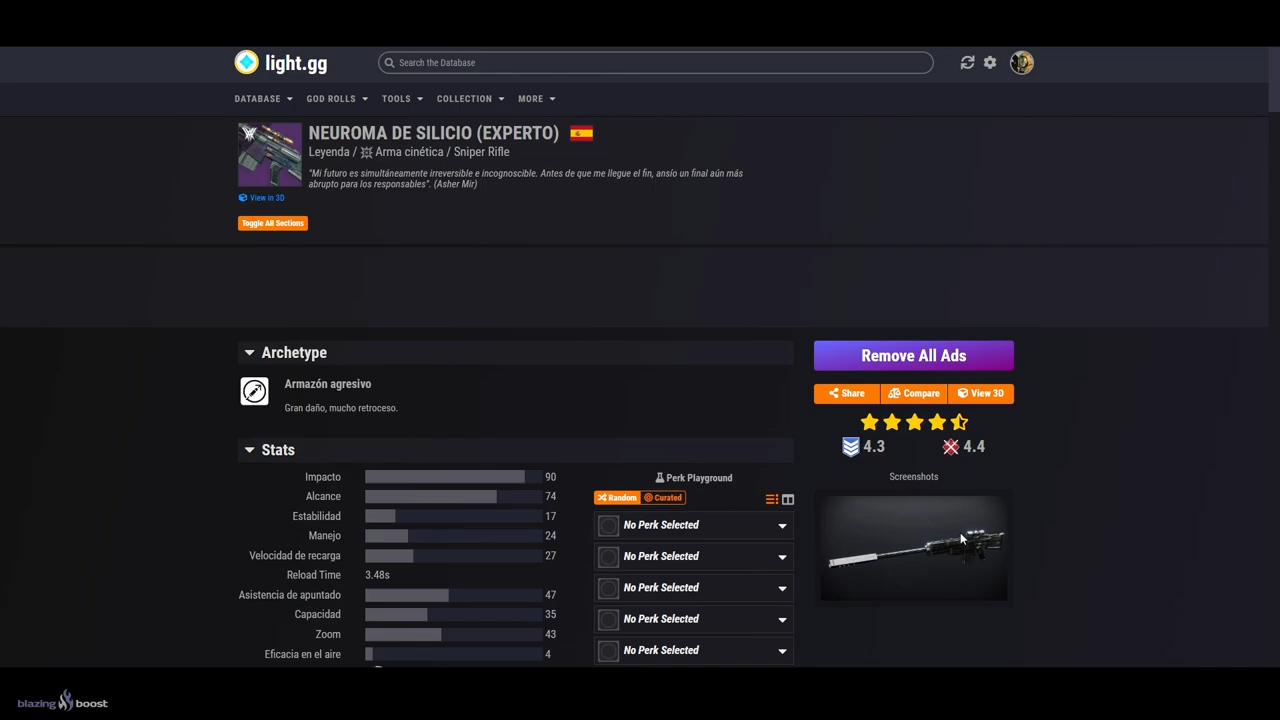 light.gg
Search the Database
DATABASE GOD ROLLS TOOLS COLLECTION MORE
NEUROMA DE SILICIO (EXPERTO)
Leyenda / Arma cinética / Sniper Rifle
"Mi futuro es simultáneamente irreversible e incognoscible. Antes de que me llegue el fin, ansío un final aún más
abrupto para los responsables". (Asher Mir)
View in 3D
Toggle All Sections
Archetype
Armazón agresivo
Gran daño, mucho retroceso.
Remove All Ads
Share Compare View 3D
4.3 4.4
Screenshots
Stats
Impacto 90
Alcance 74
Estabilidad 17
Manejo 24
Velocidad de recarga 27
Reload Time 3.48s
Asistencia de apuntado 47
Capacidad 35
Zoom 43
Eficacia en el aire 4
Perk Playground
Random Curated
No Perk Selected
No Perk Selected
No Perk Selected
No Perk Selected
No Perk Selected
blazing boost